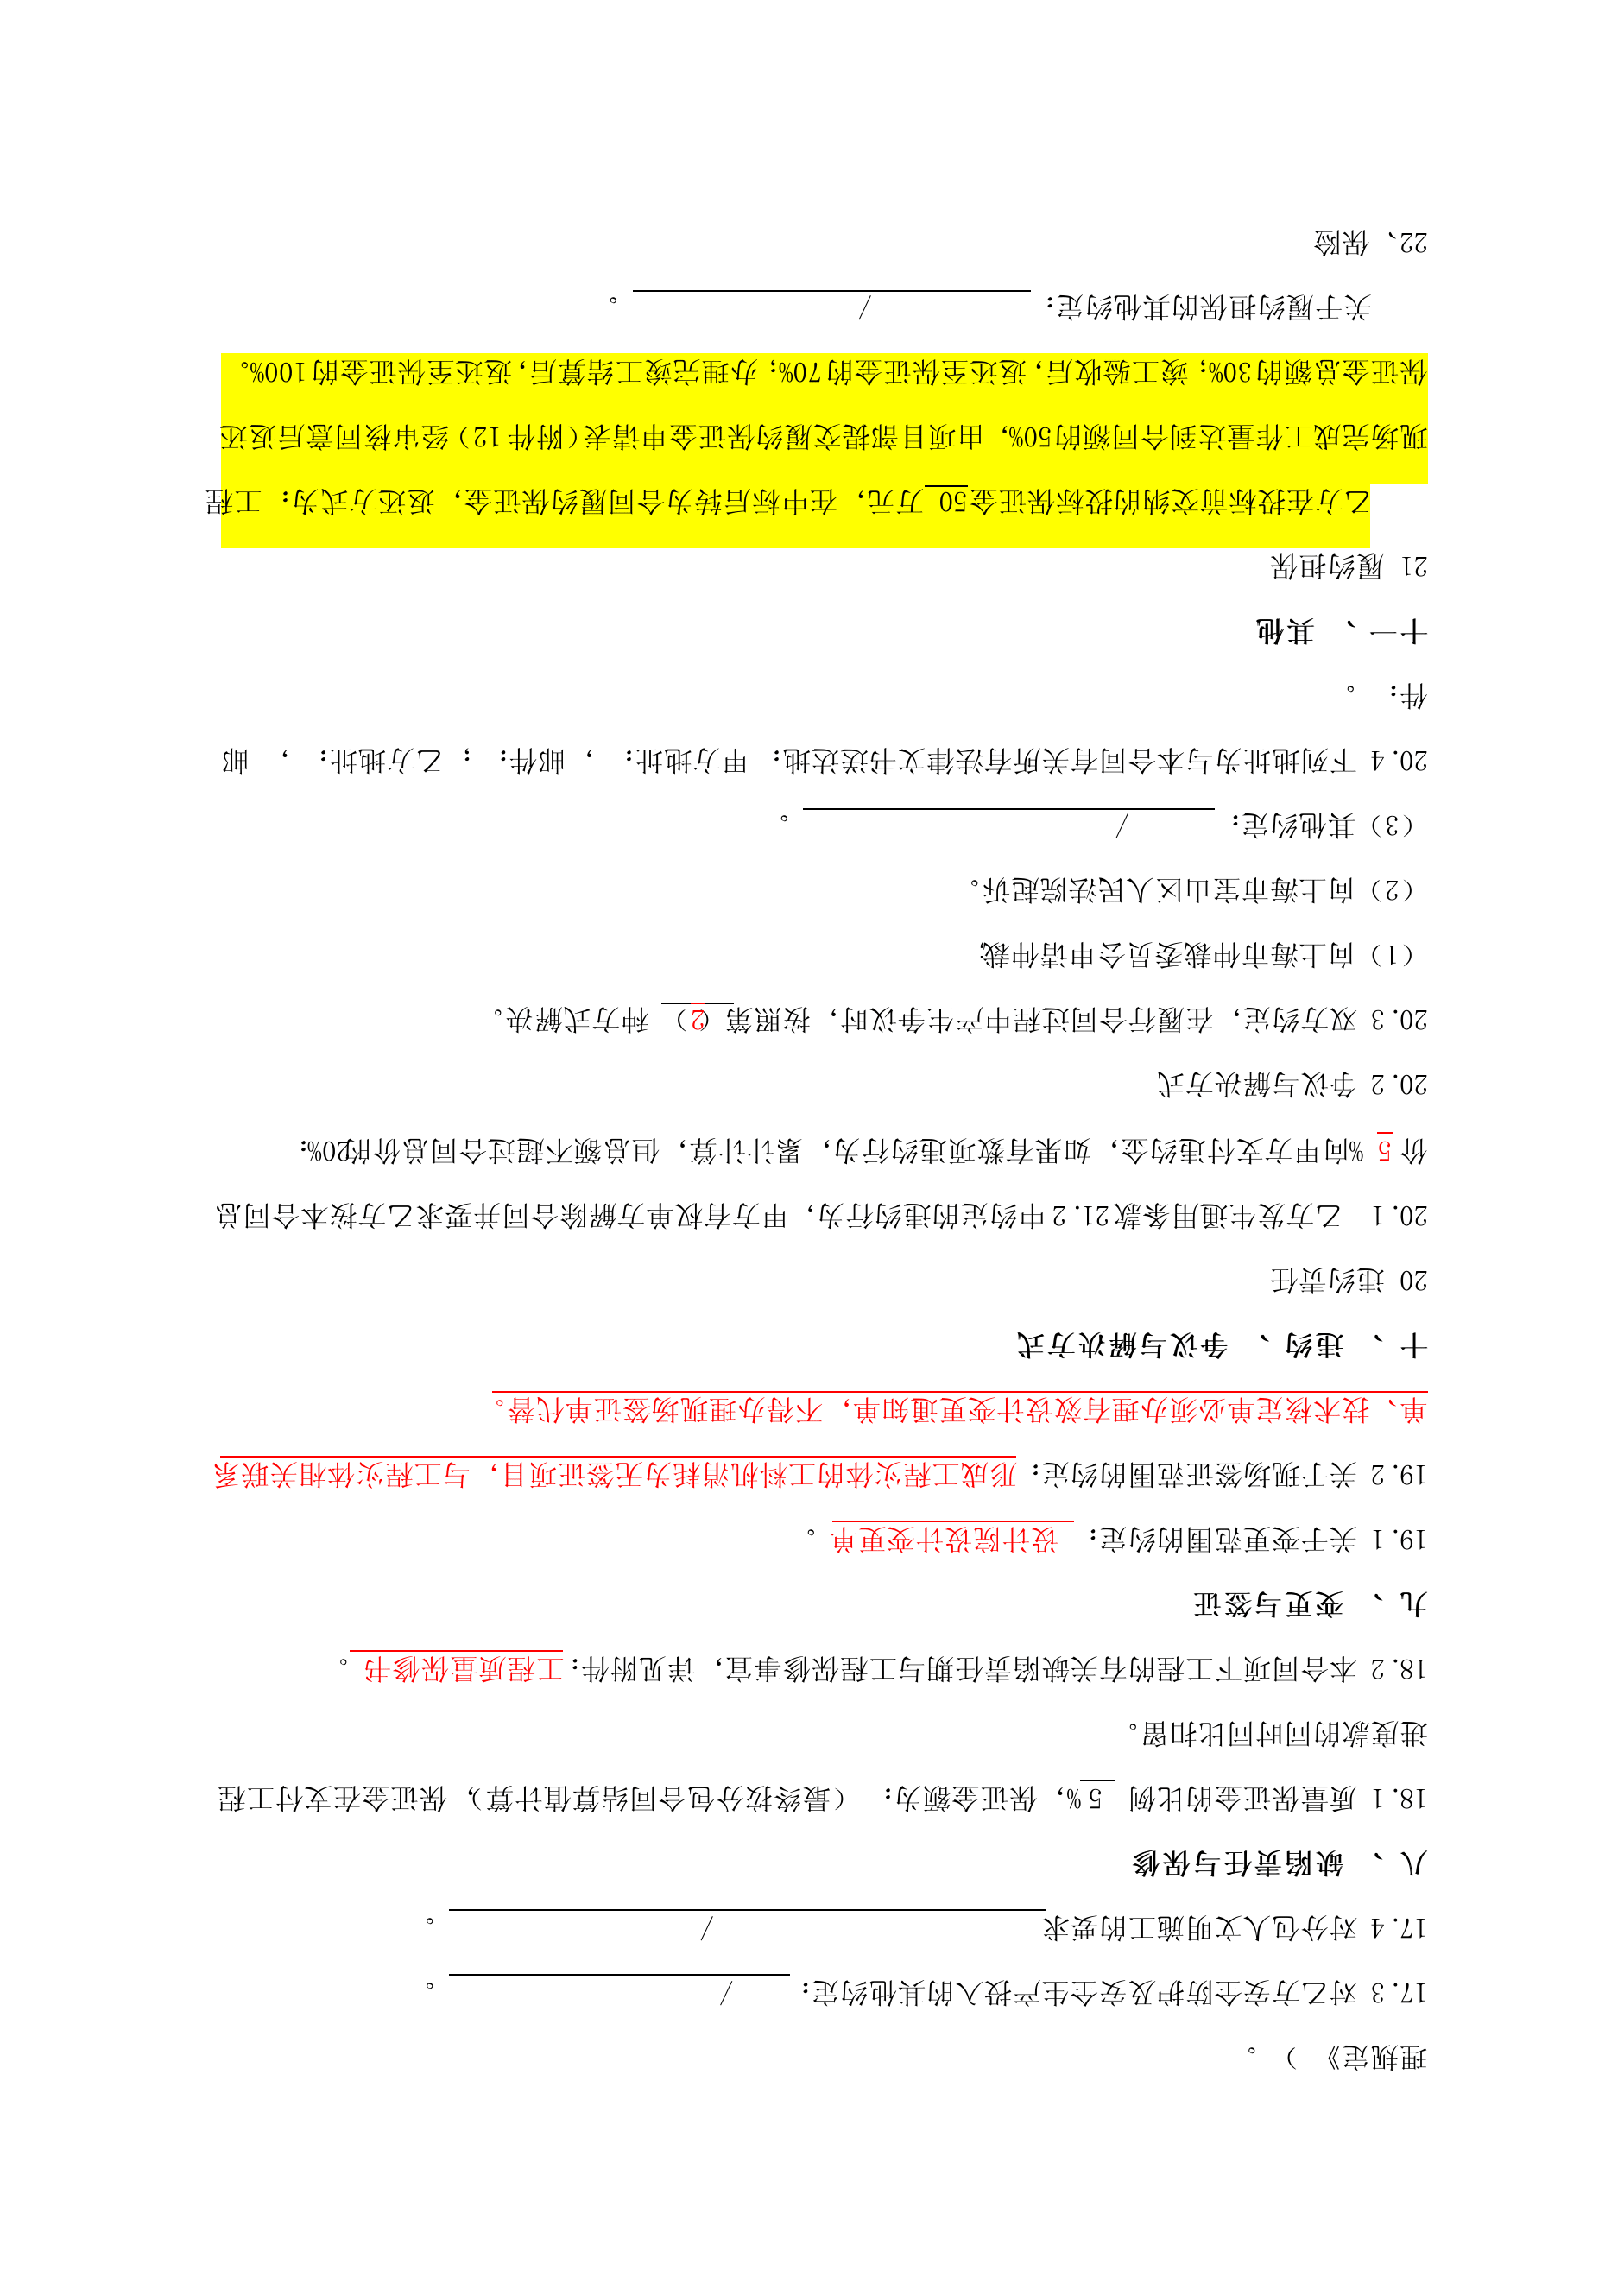 理规定》 ) 。
17.3 对乙方安全防护及安全生产投入的其他约定： / 。
17.4 对分包人文明施工的要求 / 。
八 、 缺陷责任与保修
18.1 质量保证金的比例 5 %，保证金额为： （最终按分包合同结算值计算），保证金在支付工程
进度款的同时同比扣留。
18.2 本合同项下工程的有关缺陷责任期与工程保修事宜，详见附件：工程质量保修书 。
九 、 变更与签证
19.1 关于变更范围的约定： 设计院设计变更单 。
19.2 关于现场签证范围的约定：形成工程实体的工料机消耗为无签证项目，与工程实体相关联系
单、技术核定单必须办理有效设计变更通知单，不得办理现场签证单代替。
十 、 违约 、 争议与解决方式
20 违约责任
20.1 乙方发生通用条款21.2中约定的违约行为，甲方有权单方解除合同并要求乙方按本合同总
价 5 %向甲方支付违约金，如果有数项违约行为，累计计算，但总额不超过合同总价的20%；
20.2 争议与解决方式
20.3 双方约定，在履行合同过程中产生争议时，按照第（2） 种方式解决。
（1）向上海市仲裁委员会申请仲裁；
（2）向上海市宝山区人民法院起诉。
（3）其他约定： / 。
20.4 下列地址为与本合同有关所有法律文书送达地：甲方地址： ，邮件： ；乙方地址： ， 邮
件： 。
十一 、 其他
21 履约担保
乙方在投标前交纳的投标保证金50 万元，在中标后转为合同履约保证金，返还方式为：工程
现场完成工作量达到合同额的50%，由项目部提交履约保证金申请表（附件 12）经审核同意后返还
保证金总额的30%；竣工验收后，返还至保证金的70%；办理完竣工结算后，返还至保证金的100%。
关于履约担保的其他约定： / 。
22、保险